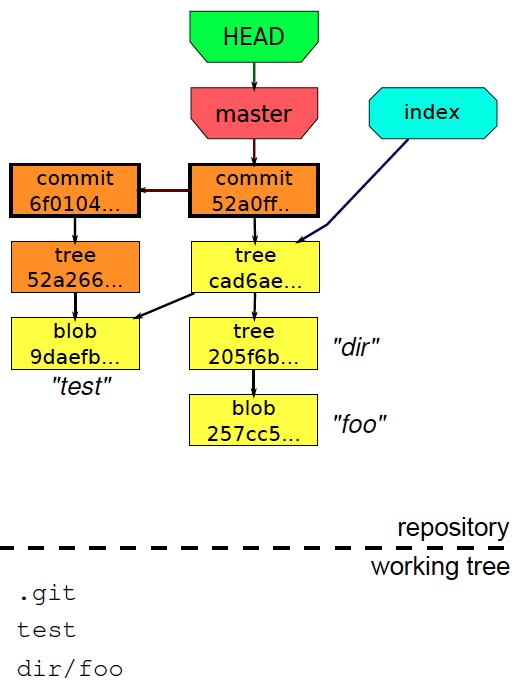 HEAD
master
index
commit
6f0104...
commit
52a0ff..
tree
52a266...
tree
cad6ae...
blob
9daefb...
"test"
tree
205f6b...
"dir"
blob
257cc5...
"foo"
repository
working tree
.git
test
dir/foo